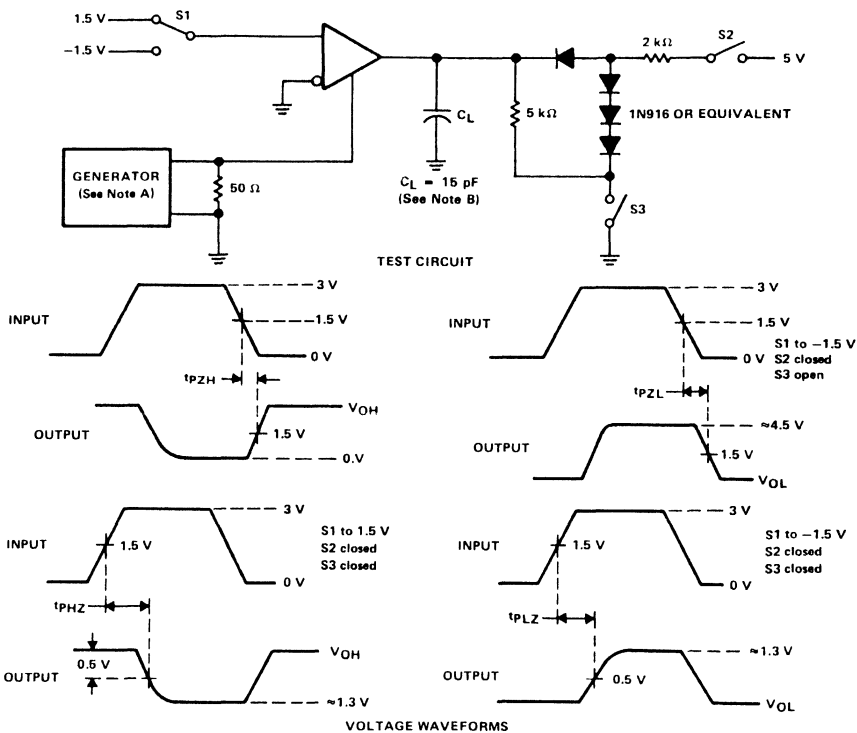 1.5 V
S1
−1.5 V
2 kΩ
S2
5 V
CL
5 kΩ
1N916 OR EQUIVALENT
GENERATOR
(See Note A)
50 Ω
CL = 15 pF
(See Note B)
S3
TEST CIRCUIT
INPUT
3 V
1.5 V
0 V
tPZH
OUTPUT
VOH
1.5 V
0.V
INPUT
3 V
1.5 V
0 V
S1 to −1.5 V
S2 closed
S3 open
tPZL
OUTPUT
≈4.5 V
1.5 V
VOL
INPUT
3 V
1.5 V
0 V
S1 to 1.5 V
S2 closed
S3 closed
tPHZ
OUTPUT
0.5 V
VOH
≈1.3 V
INPUT
3 V
1.5 V
0 V
S1 to −1.5 V
S2 closed
S3 closed
tPLZ
OUTPUT
≈1.3 V
0.5 V
VOL
VOLTAGE WAVEFORMS